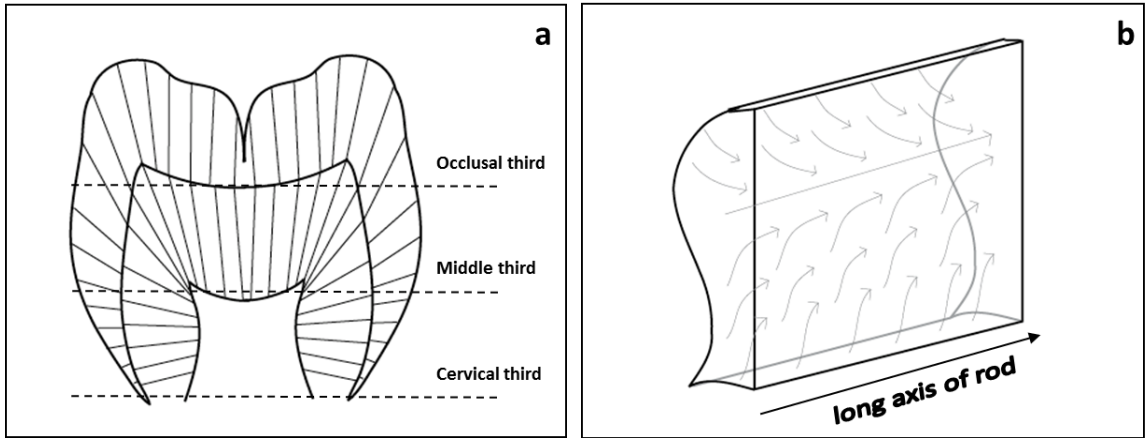 a
Occlusal third
Middle third
Cervical third
b
long axis of rod